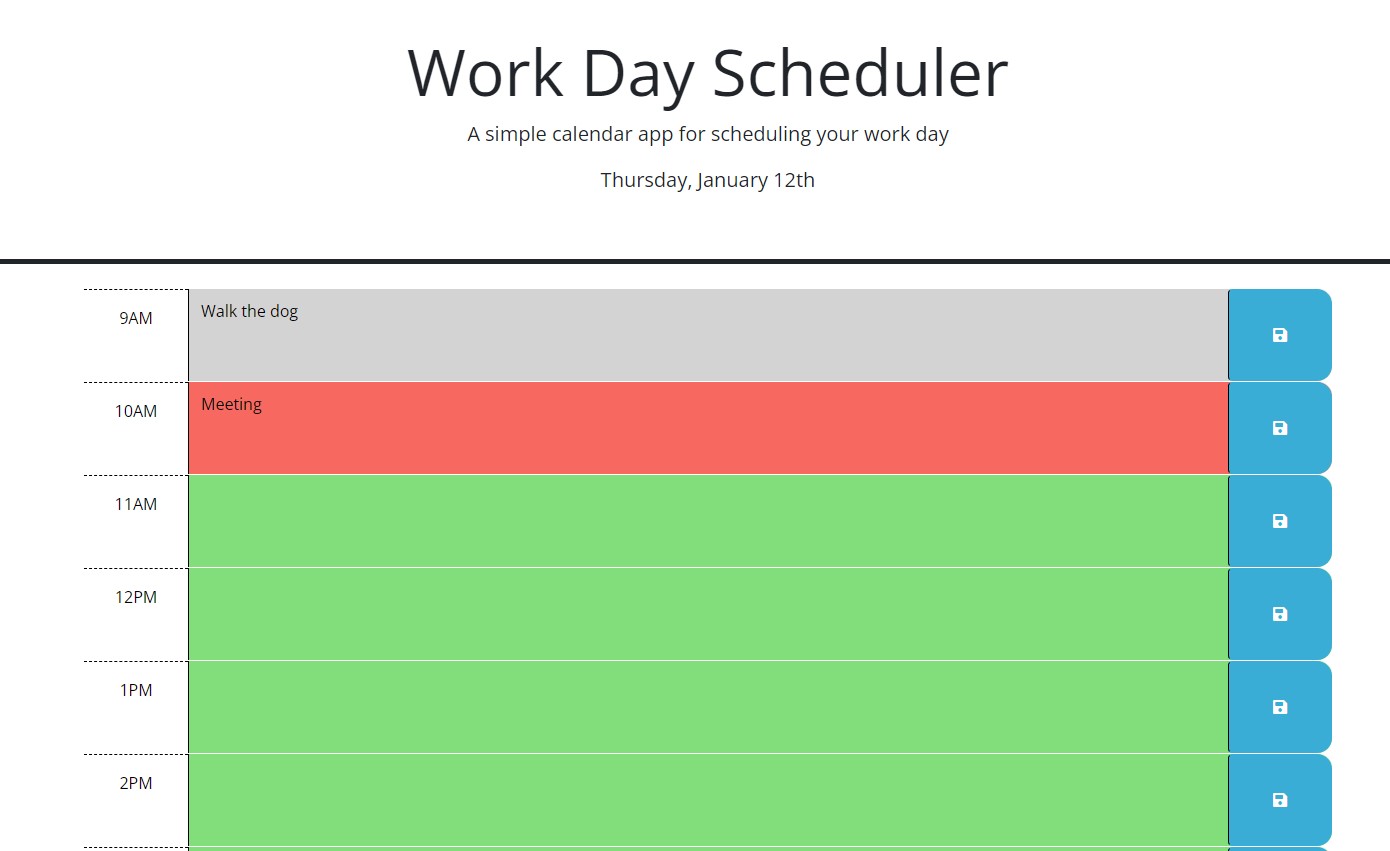 Work Day Scheduler
A simple calendar app for scheduling your work day
Thursday, January 12th
9AM
Walk the dog
10AM
Meeting
11AM
12PM
1PM
2PM